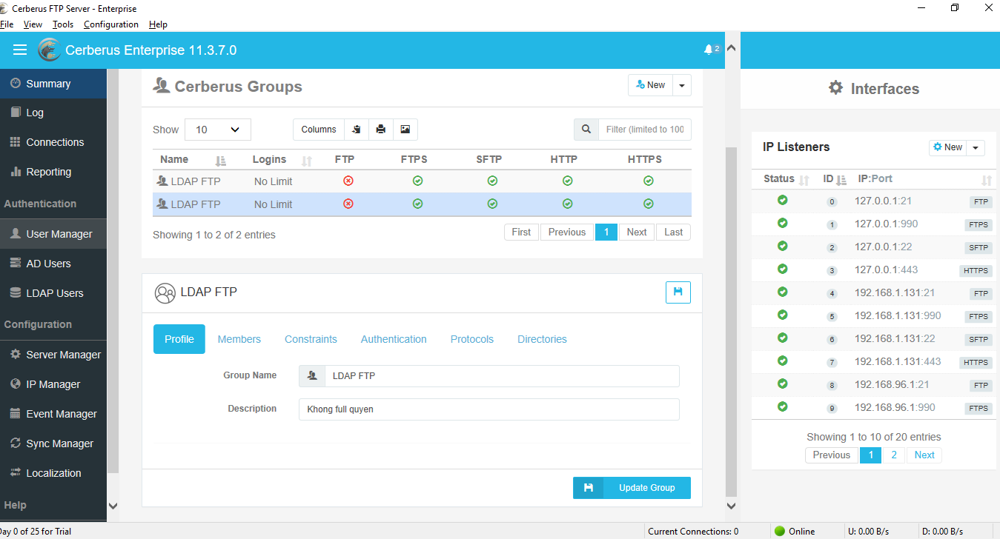 Cerberus FTP Server - Enterprise
File View Tools Configuration Help
Cerberus Enterprise 11.3.7.0
2
Summary
Log
Connections
Reporting
Authentication
User Manager
AD Users
LDAP Users
Configuration
Server Manager
IP Manager
Event Manager
Sync Manager
Localization
Help
Cerberus Groups
New
Show 10 Columns Filter (limited to 100
Name Logins FTP FTPS SFTP HTTP HTTPS
LDAP FTP No Limit
LDAP FTP No Limit
Showing 1 to 2 of 2 entries
First Previous 1 Next Last
LDAP FTP
Profile Members Constraints Authentication Protocols Directories
Group Name LDAP FTP
Description Khong full quyen
Update Group
Interfaces
IP Listeners New
Status ID IP:Port
0 127.0.0.1:21 FTP
1 127.0.0.1:990 FTPS
2 127.0.0.1:22 SFTP
3 127.0.0.1:443 HTTPS
4 192.168.1.131:21 FTP
5 192.168.1.131:990 FTPS
6 192.168.1.131:22 SFTP
7 192.168.1.131:443 HTTPS
8 192.168.96.1:21 FTP
9 192.168.96.1:990 FTPS
Showing 1 to 10 of 20 entries
Previous 1 2 Next
Day 0 of 25 for Trial
Current Connections: 0 Online U: 0.00 B/s D: 0.00 B/s